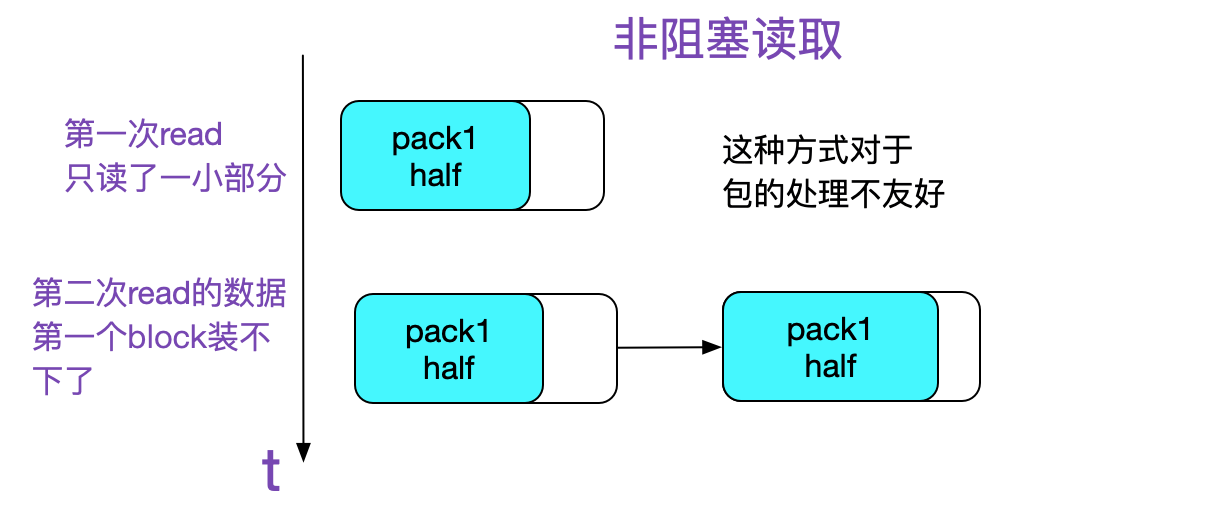 非阻塞读取
第一次read
只读了一小部分
pack1
half
这种方式对于
包的处理不友好
第二次read的数据
第一个block装不
下了
pack1
half
pack1
half
t